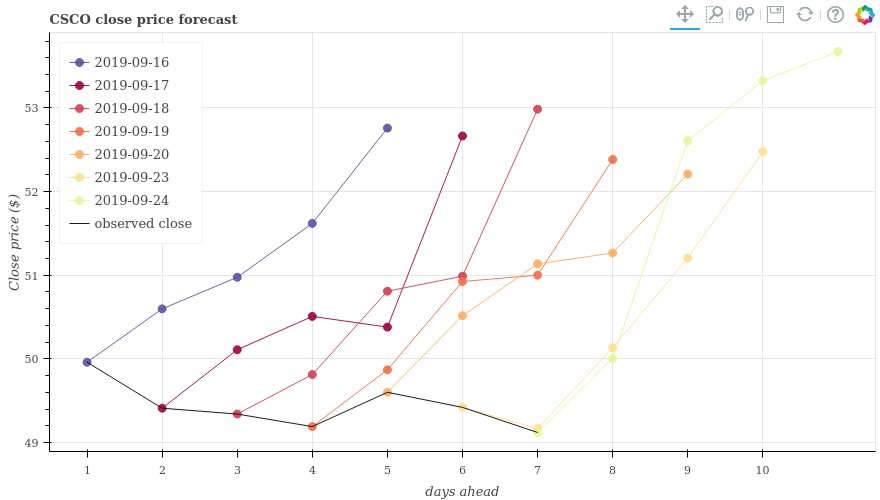 CSCO close price forecast
2019-09-16
2019-09-17
2019-09-18
2019-09-19
2019-09-20
2019-09-23
2019-09-24
observed close
Close price ($)
53
52
51
50
49
1 2 3 4 5 6 7 8 9 10
days ahead